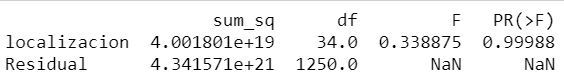 sum_sq df F PR(>F)
localizacion 4.001801e+19 34.0 0.338875 0.99988
Residual 4.341571e+21 1250.0 NaN NaN